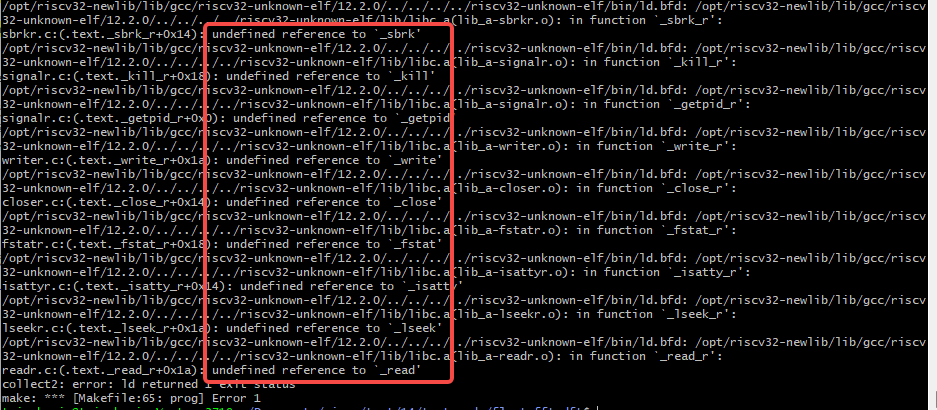 /opt/riscv32-newlib/lib/gcc/riscv32-unknown-elf/12.2.0/../../../../riscv32-unknown-elf/bin/ld.bfd: /opt/riscv32-newlib/lib/gcc/riscv
32-unknown-elf/12.2.0/../../../../riscv32-unknown-elf/lib/libc.a(lib_a-sbrkr.o): in function `_sbrk_r':
sbrkr.c:(.text._sbrk_r+0x14): undefined reference to `_sbrk'
/opt/riscv32-newlib/lib/gcc/riscv32-unknown-elf/12.2.0/../../../../riscv32-unknown-elf/bin/ld.bfd: /opt/riscv32-newlib/lib/gcc/riscv
32-unknown-elf/12.2.0/../../../../riscv32-unknown-elf/lib/libc.a(lib_a-signalr.o): in function `_kill_r':
signalr.c:(.text._kill_r+0x18): undefined reference to `_kill'
/opt/riscv32-newlib/lib/gcc/riscv32-unknown-elf/12.2.0/../../../../riscv32-unknown-elf/bin/ld.bfd: /opt/riscv32-newlib/lib/gcc/riscv
32-unknown-elf/12.2.0/../../../../riscv32-unknown-elf/lib/libc.a(lib_a-signalr.o): in function `_getpid_r':
signalr.c:(.text._getpid_r+0x0): undefined reference to `_getpid'
/opt/riscv32-newlib/lib/gcc/riscv32-unknown-elf/12.2.0/../../../../riscv32-unknown-elf/bin/ld.bfd: /opt/riscv32-newlib/lib/gcc/riscv
32-unknown-elf/12.2.0/../../../../riscv32-unknown-elf/lib/libc.a(lib_a-writer.o): in function `_write_r':
writer.c:(.text._write_r+0x1a): undefined reference to `_write'
/opt/riscv32-newlib/lib/gcc/riscv32-unknown-elf/12.2.0/../../../../riscv32-unknown-elf/bin/ld.bfd: /opt/riscv32-newlib/lib/gcc/riscv
32-unknown-elf/12.2.0/../../../../riscv32-unknown-elf/lib/libc.a(lib_a-closer.o): in function `_close_r':
closer.c:(.text._close_r+0x14): undefined reference to `_close'
/opt/riscv32-newlib/lib/gcc/riscv32-unknown-elf/12.2.0/../../../../riscv32-unknown-elf/bin/ld.bfd: /opt/riscv32-newlib/lib/gcc/riscv
32-unknown-elf/12.2.0/../../../../riscv32-unknown-elf/lib/libc.a(lib_a-fstatr.o): in function `_fstat_r':
fstatr.c:(.text._fstat_r+0x18): undefined reference to `_fstat'
/opt/riscv32-newlib/lib/gcc/riscv32-unknown-elf/12.2.0/../../../../riscv32-unknown-elf/bin/ld.bfd: /opt/riscv32-newlib/lib/gcc/riscv
32-unknown-elf/12.2.0/../../../../riscv32-unknown-elf/lib/libc.a(lib_a-isattyr.o): in function `_isatty_r':
isattyr.c:(.text._isatty_r+0x14): undefined reference to `_isatty'
/opt/riscv32-newlib/lib/gcc/riscv32-unknown-elf/12.2.0/../../../../riscv32-unknown-elf/bin/ld.bfd: /opt/riscv32-newlib/lib/gcc/riscv
32-unknown-elf/12.2.0/../../../../riscv32-unknown-elf/lib/libc.a(lib_a-lseekr.o): in function `_lseek_r':
lseekr.c:(.text._lseek_r+0x1a): undefined reference to `_lseek'
/opt/riscv32-newlib/lib/gcc/riscv32-unknown-elf/12.2.0/../../../../riscv32-unknown-elf/bin/ld.bfd: /opt/riscv32-newlib/lib/gcc/riscv
32-unknown-elf/12.2.0/../../../../riscv32-unknown-elf/lib/libc.a(lib_a-readr.o): in function `_read_r':
readr.c:(.text._read_r+0x1a): undefined reference to `_read'
collect2: error: ld returned 1 exit status
make: *** [Makefile:65: prog] Error 1